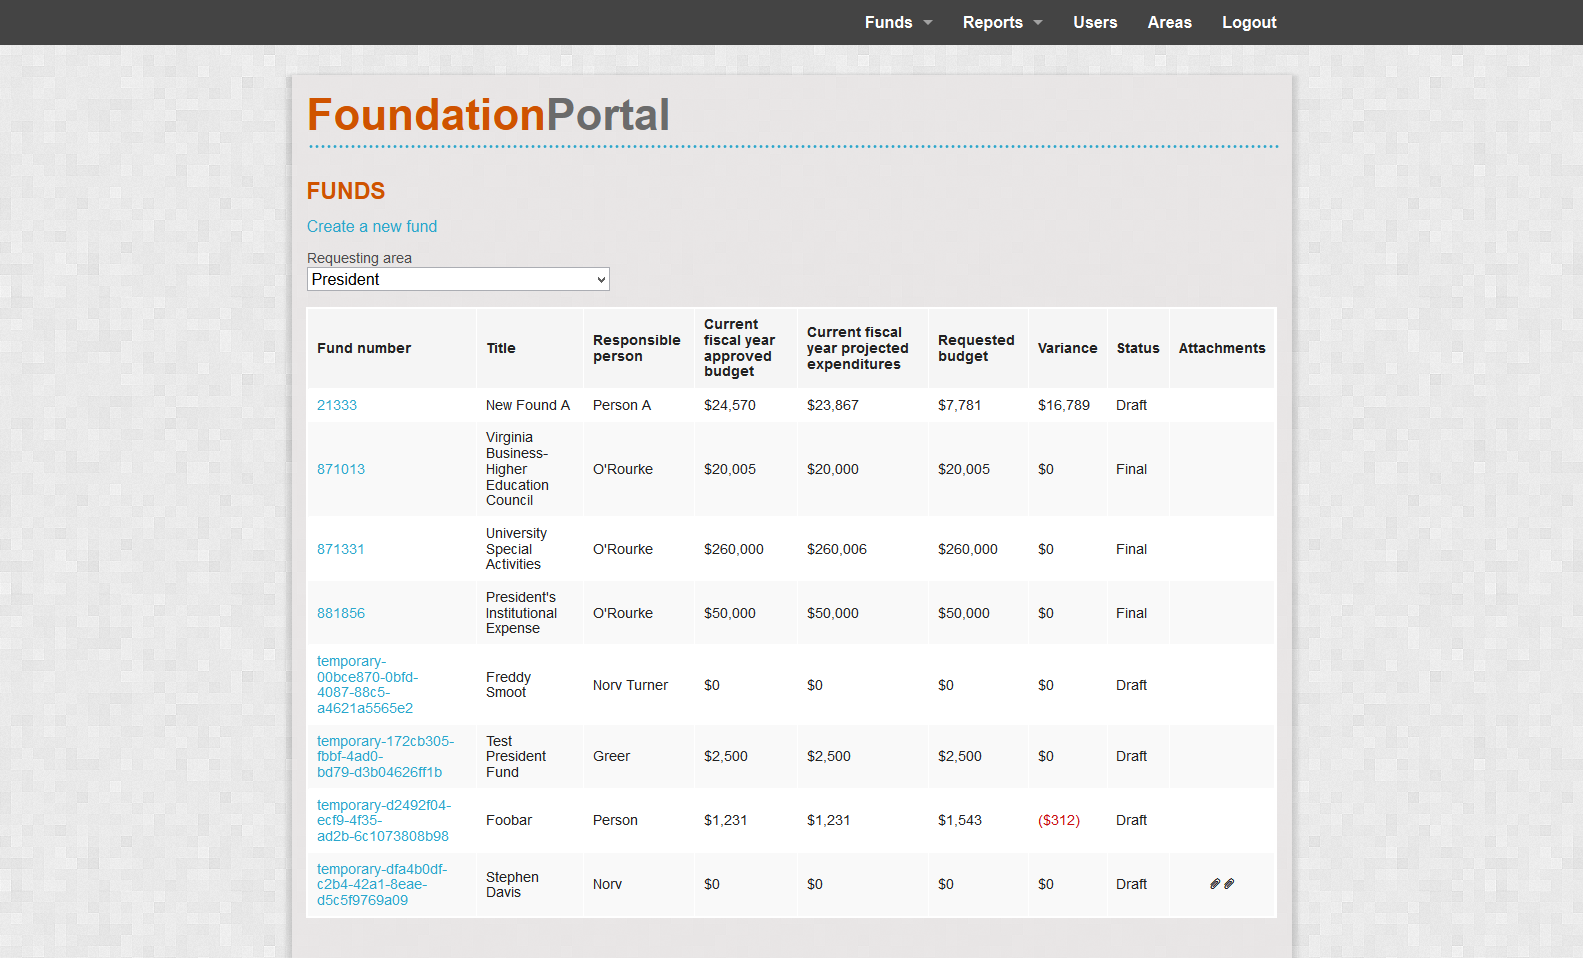 Funds Reports Users Areas Logout
FoundationPortal
FUNDS
Create a new fund
Requesting area
President
Fund number
Title
Responsible
person
Current
fiscal year
approved
budget
Current fiscal
year projected
expenditures
Requested
budget
Variance
Status
Attachments
21333
New Found A
Person A
$24,570
$23,867
$7,781
$16,789
Draft
871013
Virginia
Business-
Higher
Education
Council
O'Rourke
$20,005
$20,000
$20,005
$0
Final
871331
University
Special
Activities
O'Rourke
$260,000
$260,006
$260,000
$0
Final
881856
President's
Institutional
Expense
O'Rourke
$50,000
$50,000
$50,000
$0
Final
temporary-
00bce870-0bfd-
4087-88c5-
a4621a5565e2
Freddy
Smoot
Norv Turner
$0
$0
$0
$0
Draft
temporary-172cb305-
fbbf-4ad0-
bd79-d3b04626ff1b
Test
President
Fund
Greer
$2,500
$2,500
$2,500
$0
Draft
temporary-d2492f04-
ecf9-4f35-
ad2b-6c1073808b98
Foobar
Person
$1,231
$1,231
$1,543
($312)
Draft
temporary-dfa4b0df-
c2b4-42a1-8eae-
d5c5f9769a09
Stephen
Davis
Norv
$0
$0
$0
$0
Draft